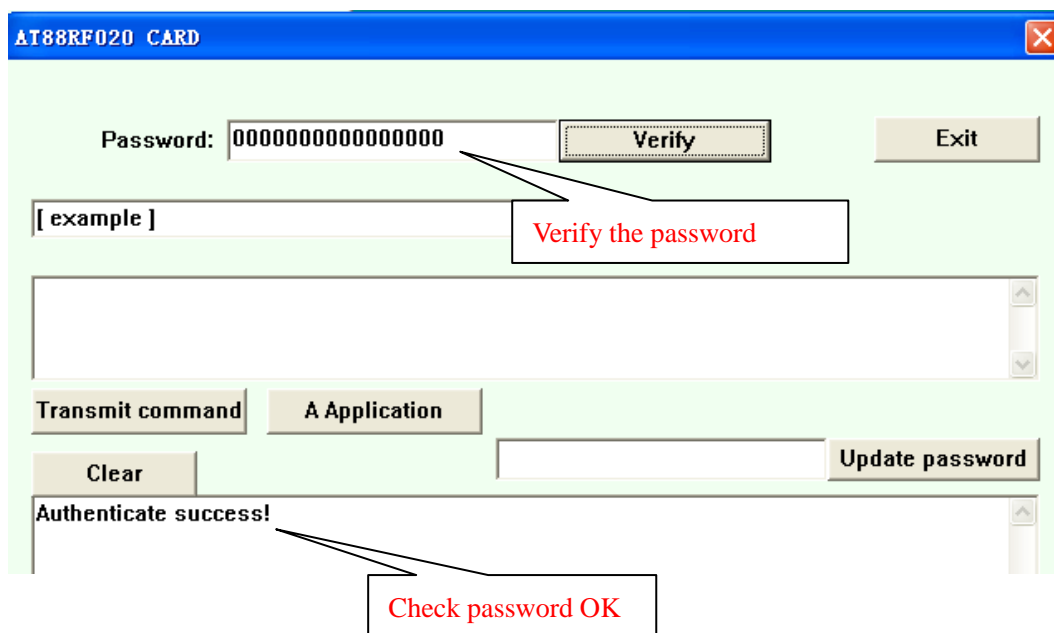 AT88RF020 CARD
Password: 0000000000000000 Verify Exit
[ example ]
Verify the password
Transmit command A Application
Update password
Clear
Authenticate success!
Check password OK